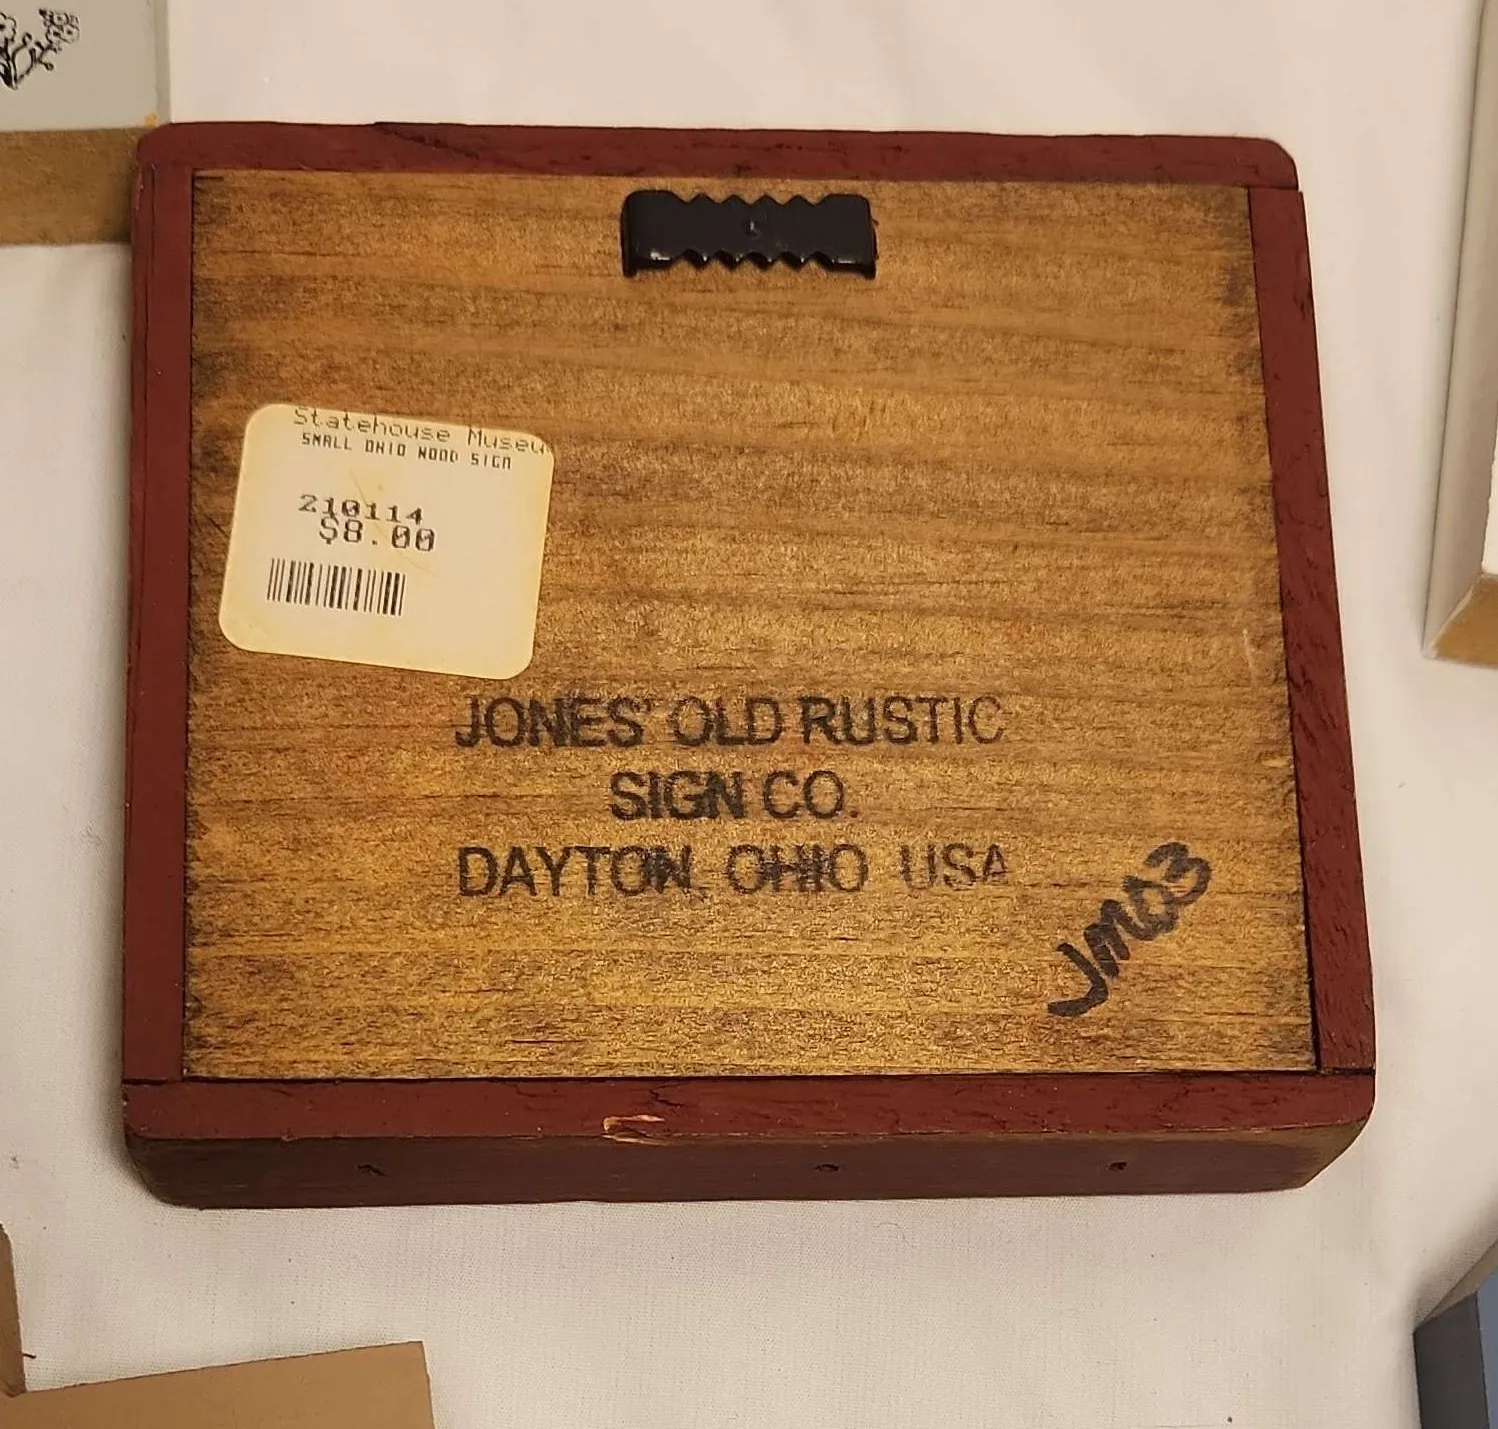 Statehouse Museu
SMALL OHIO WOOD SIGN
210114
$8.00
JONES' OLD RUSTIC
SIGN CO.
DAYTON, OHIO USA
JM03